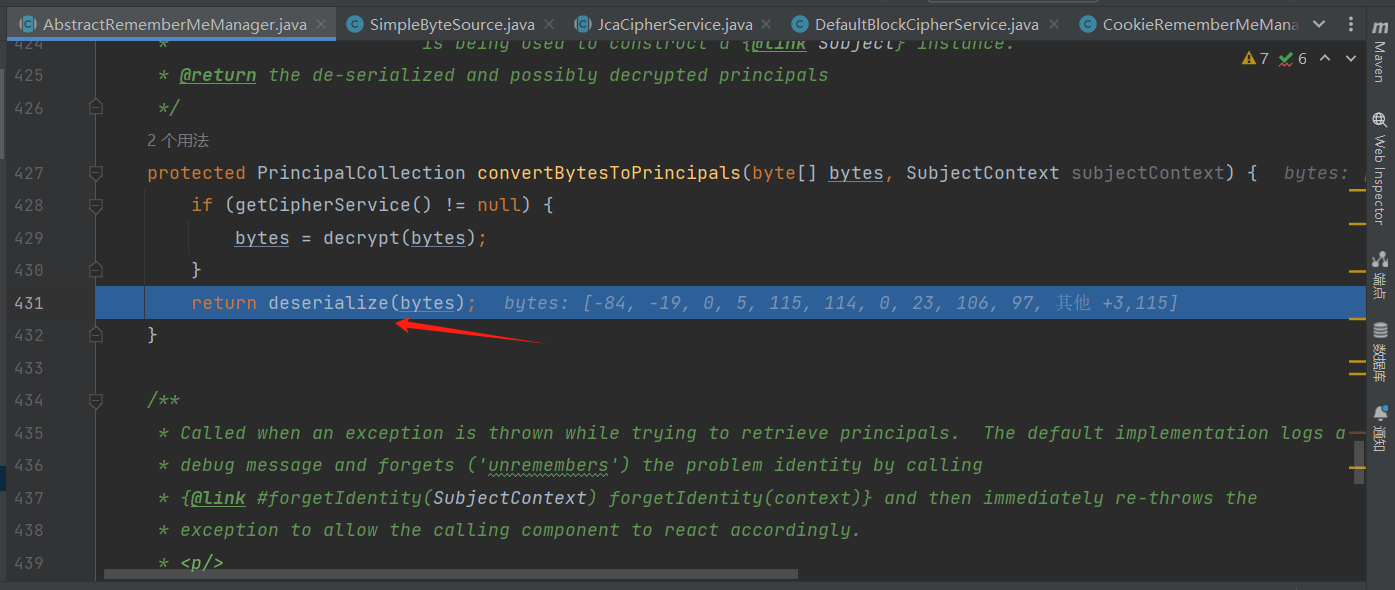 AbstractRememberMeManager.java SimpleByteSource.java JcaCipherService.java DefaultBlockCipherService.java CookieRememberMeMana
424 * is being used to construct a {@link Subject} instance.
7 6
425 * @return the de-serialized and possibly decrypted principals
426 */
2 个用法
427 protected PrincipalCollection convertBytesToPrincipals(byte[] bytes, SubjectContext subjectContext) { bytes:
428 if (getCipherService() != null) {
429 bytes = decrypt(bytes);
430 }
431 return deserialize(bytes); bytes: [-84, -19, 0, 5, 115, 114, 0, 23, 106, 97, 其他 +3,115]
432 }
433
434 /**
435 * Called when an exception is thrown while trying to retrieve principals.  The default implementation logs a
436 * debug message and forgets ('unremembers') the problem identity by calling
437 * {@link #forgetIdentity(SubjectContext) forgetIdentity(context)} and then immediately re-throws the
438 * exception to allow the calling component to react accordingly.
439 * <p/>
m
Maven
Web Inspector
端点
数据库
通知